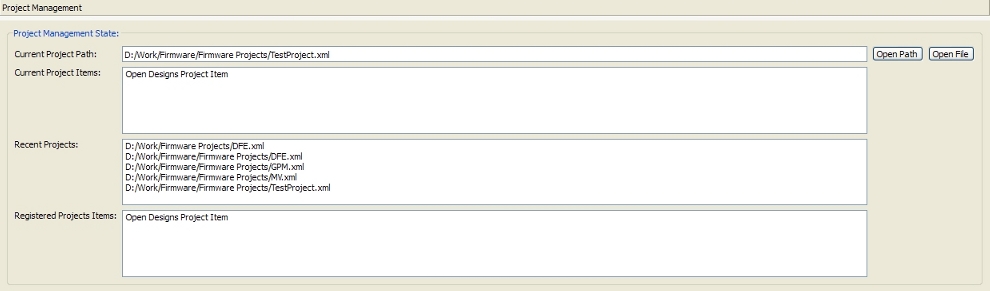 Project Management
Project Management State:
Current Project Path: D:/Work/Firmware/Firmware Projects/TestProject.xml Open Path Open File
Current Project Items: Open Designs Project Item
Recent Projects: D:/Work/Firmware Projects/DFE.xml
D:/Work/Firmware/Firmware Projects/DFE.xml
D:/Work/Firmware/Firmware Projects/GPM.xml
D:/Work/Firmware/Firmware Projects/MV.xml
D:/Work/Firmware/Firmware Projects/TestProject.xml
Registered Projects Items: Open Designs Project Item